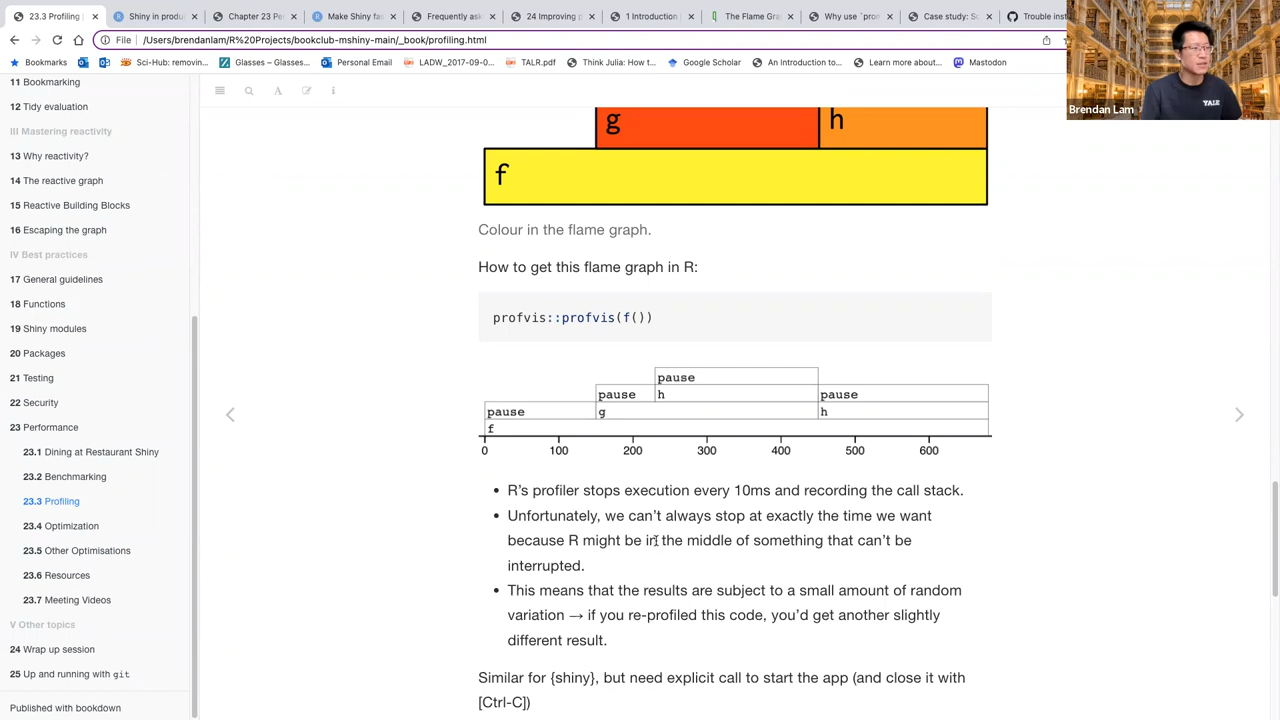 23.3 Profiling |
Shiny in produ
Chapter 23 Pe
Make Shiny fas
Frequently ask
24 Improving p
1 Introduction |
The Flame Gra
Why use `pron
Case study: Sc
Trouble inst
File /Users/brendanlam/R%20Projects/bookclub-mshiny-main/_book/profiling.html
Bookmarks
Sci-Hub: removin...
Glasses – Glasses...
Personal Email
LADW_2017-09-0...
TALR.pdf
Think Julia: How t...
Google Scholar
An Introduction to...
Learn more about...
Mastodon
YALE
Brendan Lam
11 Bookmarking
12 Tidy evaluation
III Mastering reactivity
13 Why reactivity?
14 The reactive graph
15 Reactive Building Blocks
16 Escaping the graph
IV Best practices
17 General guidelines
18 Functions
19 Shiny modules
20 Packages
21 Testing
22 Security
23 Performance
23.1 Dining at Restaurant Shiny
23.2 Benchmarking
23.3 Profiling
23.4 Optimization
23.5 Other Optimisations
23.6 Resources
23.7 Meeting Videos
V Other topics
24 Wrap up session
25 Up and running with git
Published with bookdown
g h
f
Colour in the flame graph.
How to get this flame graph in R:
profvis::profvis(f())
pause
pause h pause
pause g h
f
0 100 200 300 400 500 600
• R's profiler stops execution every 10ms and recording the call stack.
• Unfortunately, we can't always stop at exactly the time we want
because R might be in the middle of something that can't be
interrupted.
• This means that the results are subject to a small amount of random
variation → if you re-profiled this code, you'd get another slightly
different result.
Similar for {shiny}, but need explicit call to start the app (and close it with
[Ctrl-C])